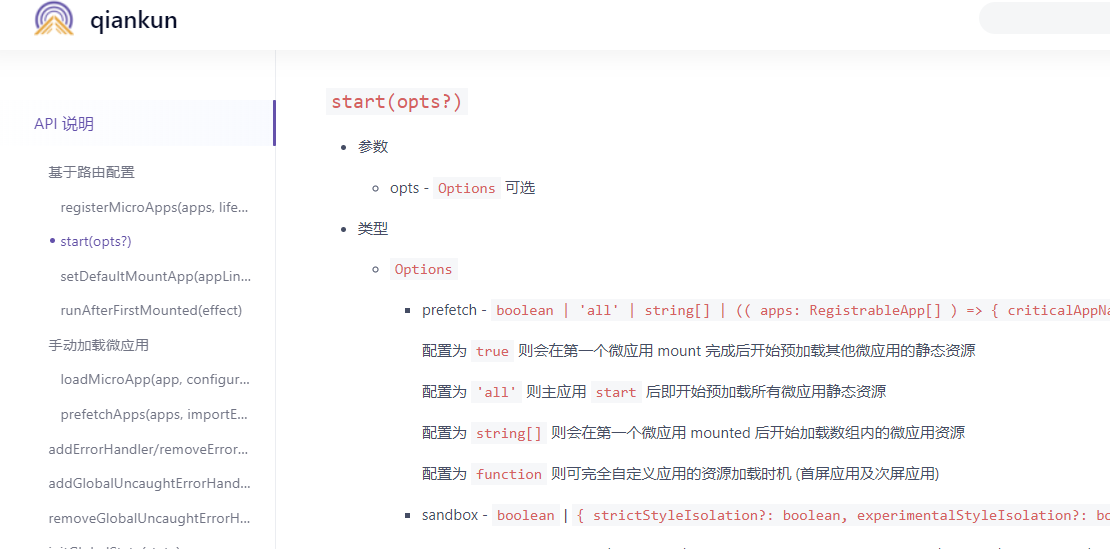 qiankun
API 说明
基于路由配置
registerMicroApps(apps, life...
start(opts?)
setDefaultMountApp(appLin...
runAfterFirstMounted(effect)
手动加载微应用
loadMicroApp(app, configur...
prefetchApps(apps, importE...
addErrorHandler/removeError...
addGlobalUncaughtErrorHand...
removeGlobalUncaughtErrorH...
start(opts?)
参数
opts - Options 可选
类型
Options
prefetch - boolean | 'all' | string[] | (( apps: RegistrableApp[] ) => { criticalAppNa
配置为 true 则会在第一个微应用 mount 完成后开始预加载其他微应用的静态资源
配置为 'all' 则主应用 start 后即开始预加载所有微应用静态资源
配置为 string[] 则会在第一个微应用 mounted 后开始加载数组内的微应用资源
配置为 function 则可完全自定义应用的资源加载时机 (首屏应用及次屏应用)
sandbox - boolean | { strictStyleIsolation?: boolean, experimentalStyleIsolation?: bo